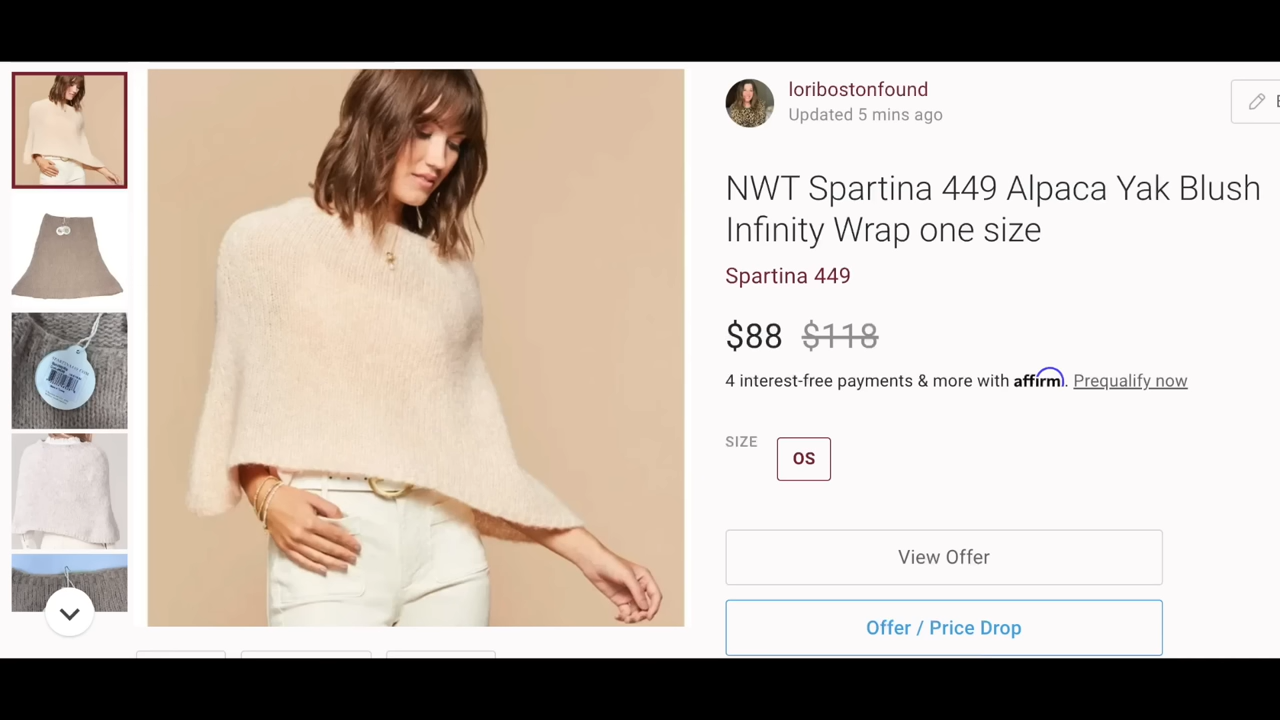 loribostonfound
Updated 5 mins ago
NWT Spartina 449 Alpaca Yak Blush
Infinity Wrap one size
Spartina 449
$88 $118
4 interest-free payments & more with affirm. Prequalify now
SIZE
OS
View Offer
Offer / Price Drop